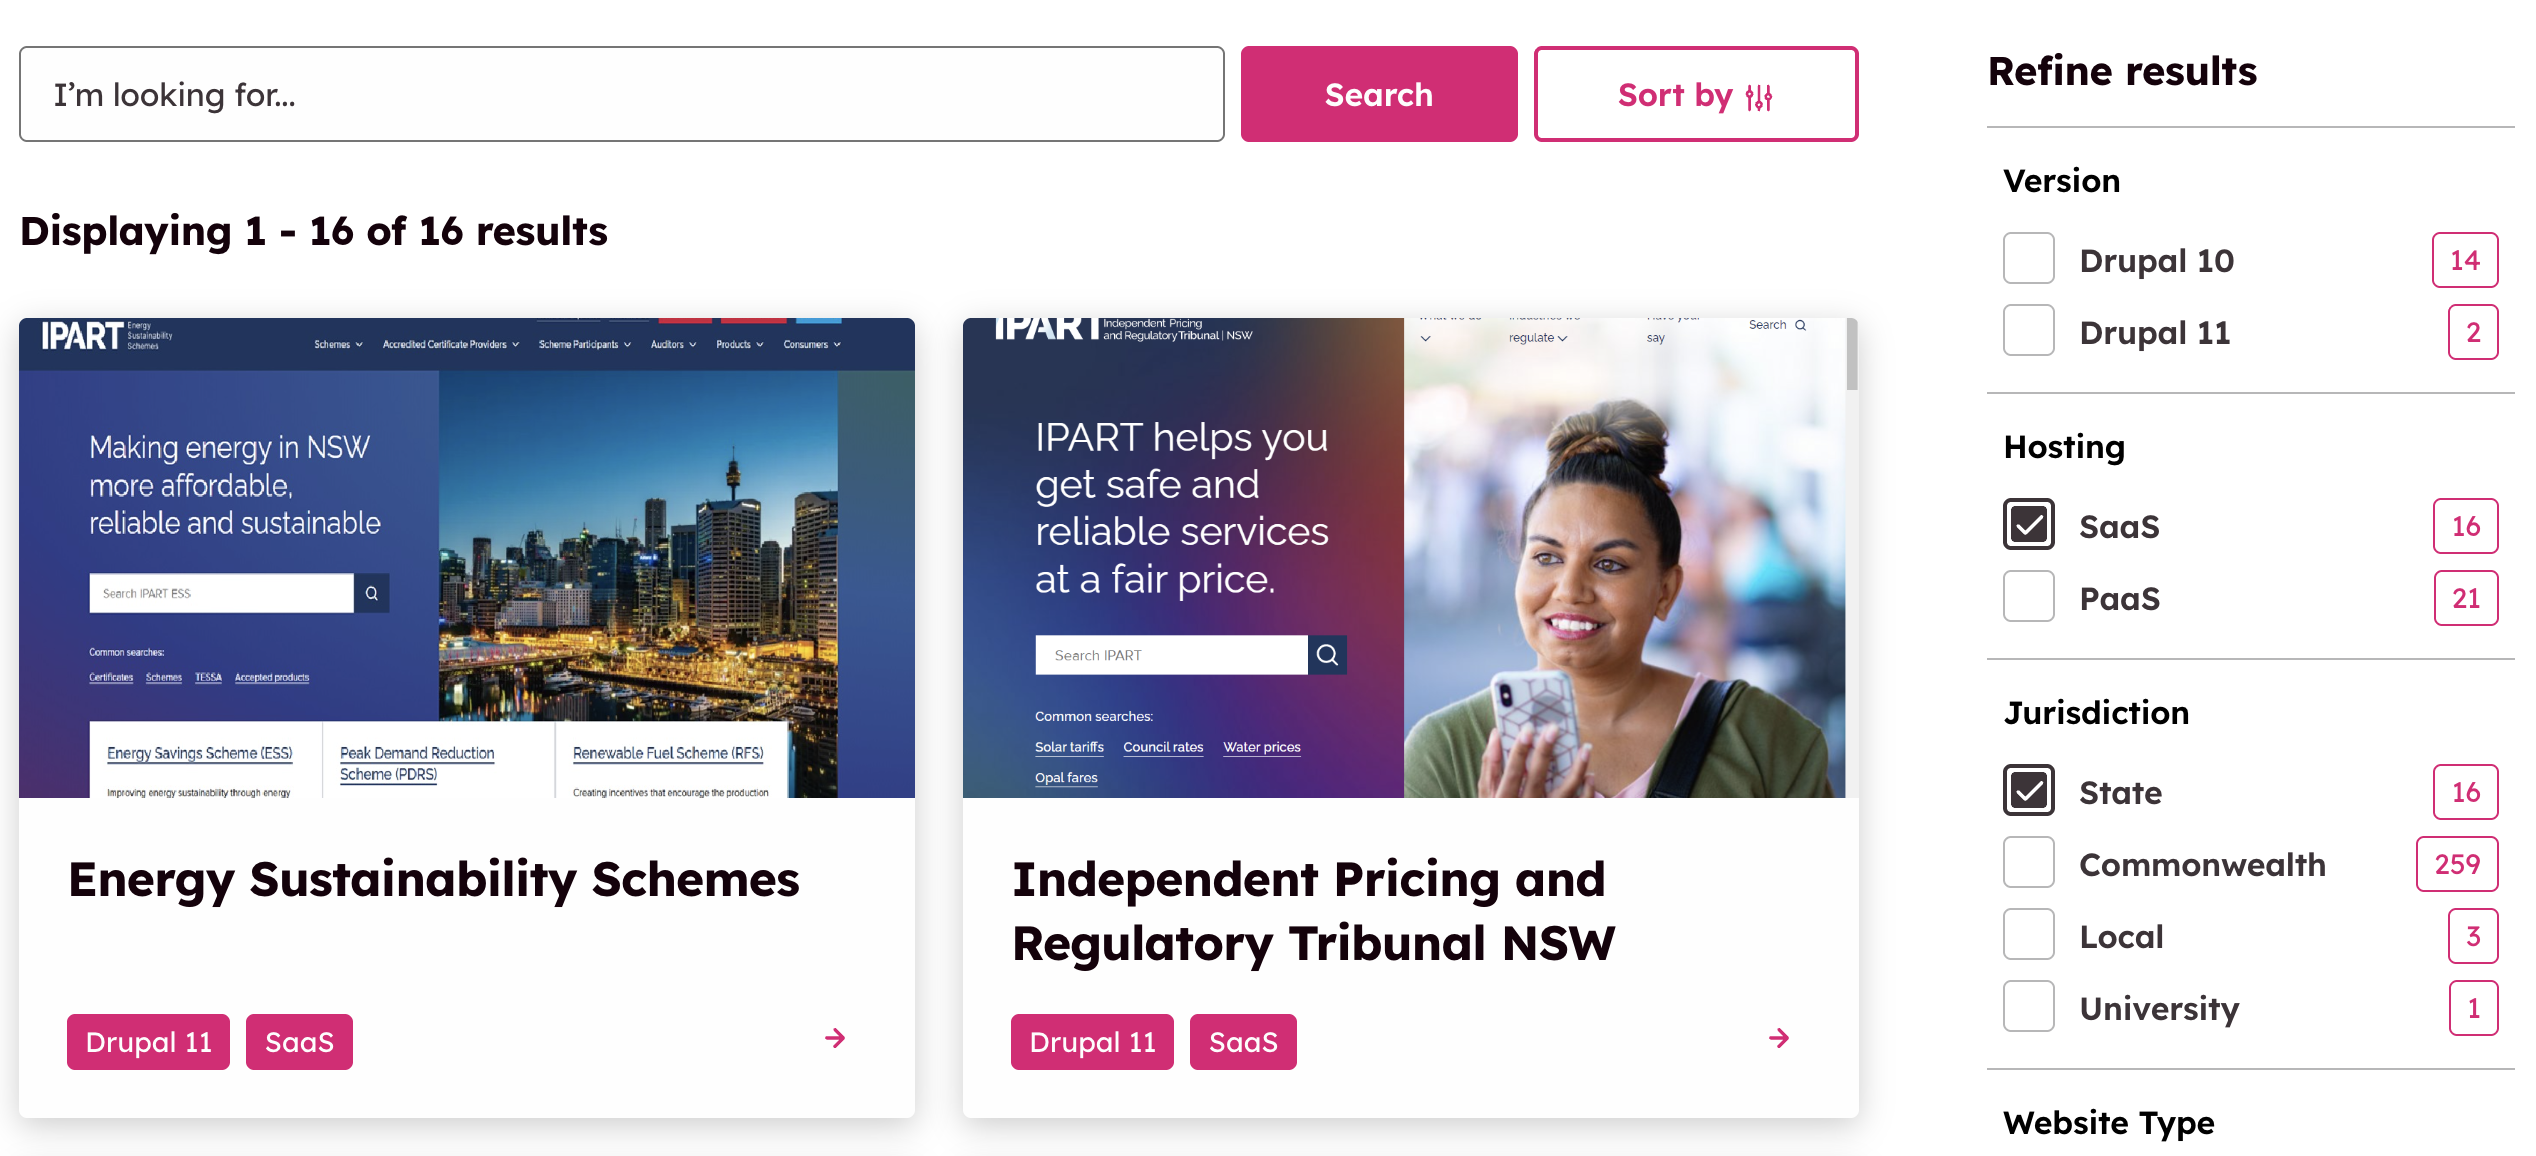 I'm looking for...
Search
Sort by
Displaying 1 - 16 of 16 results
IPART
Energy
Sustainability
Schemes
Schemes
Accredited Certificate Providers
Scheme Participants
Auditors
Products
Consumers
Making energy in NSW
more affordable,
reliable and sustainable
Search IPART ESS
Common searches:
Certificates Schemes TESSA Accepted products
Energy Savings Scheme (ESS)
Improving energy sustainability through energy
Peak Demand Reduction
Scheme (PDRS)
Renewable Fuel Scheme (RFS)
Creating incentives that encourage the production
Energy Sustainability Schemes
Drupal 11
SaaS
IPART
Independent Pricing
and Regulatory Tribunal | NSW
What we do
Industries we
regulate
Have your
say
Search
IPART helps you
get safe and
reliable services
at a fair price.
Search IPART
Common searches:
Solar tariffs Council rates Water prices
Opal fares
Independent Pricing and
Regulatory Tribunal NSW
Drupal 11
SaaS
Refine results
Version
Drupal 10 14
Drupal 11 2
Hosting
SaaS 16
PaaS 21
Jurisdiction
State 16
Commonwealth 259
Local 3
University 1
Website Type